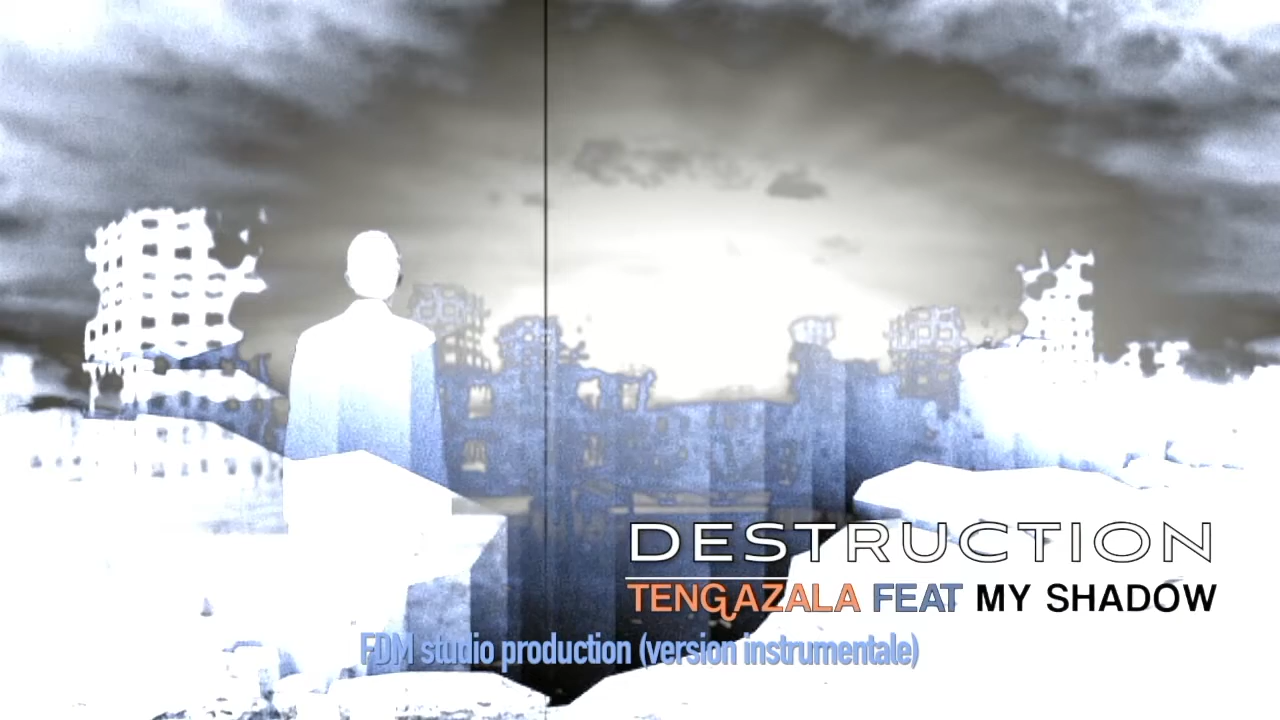 DESTRUCTION
TENGAZALA FEAT MY SHADOW
FDM studio production (version instrumentale)